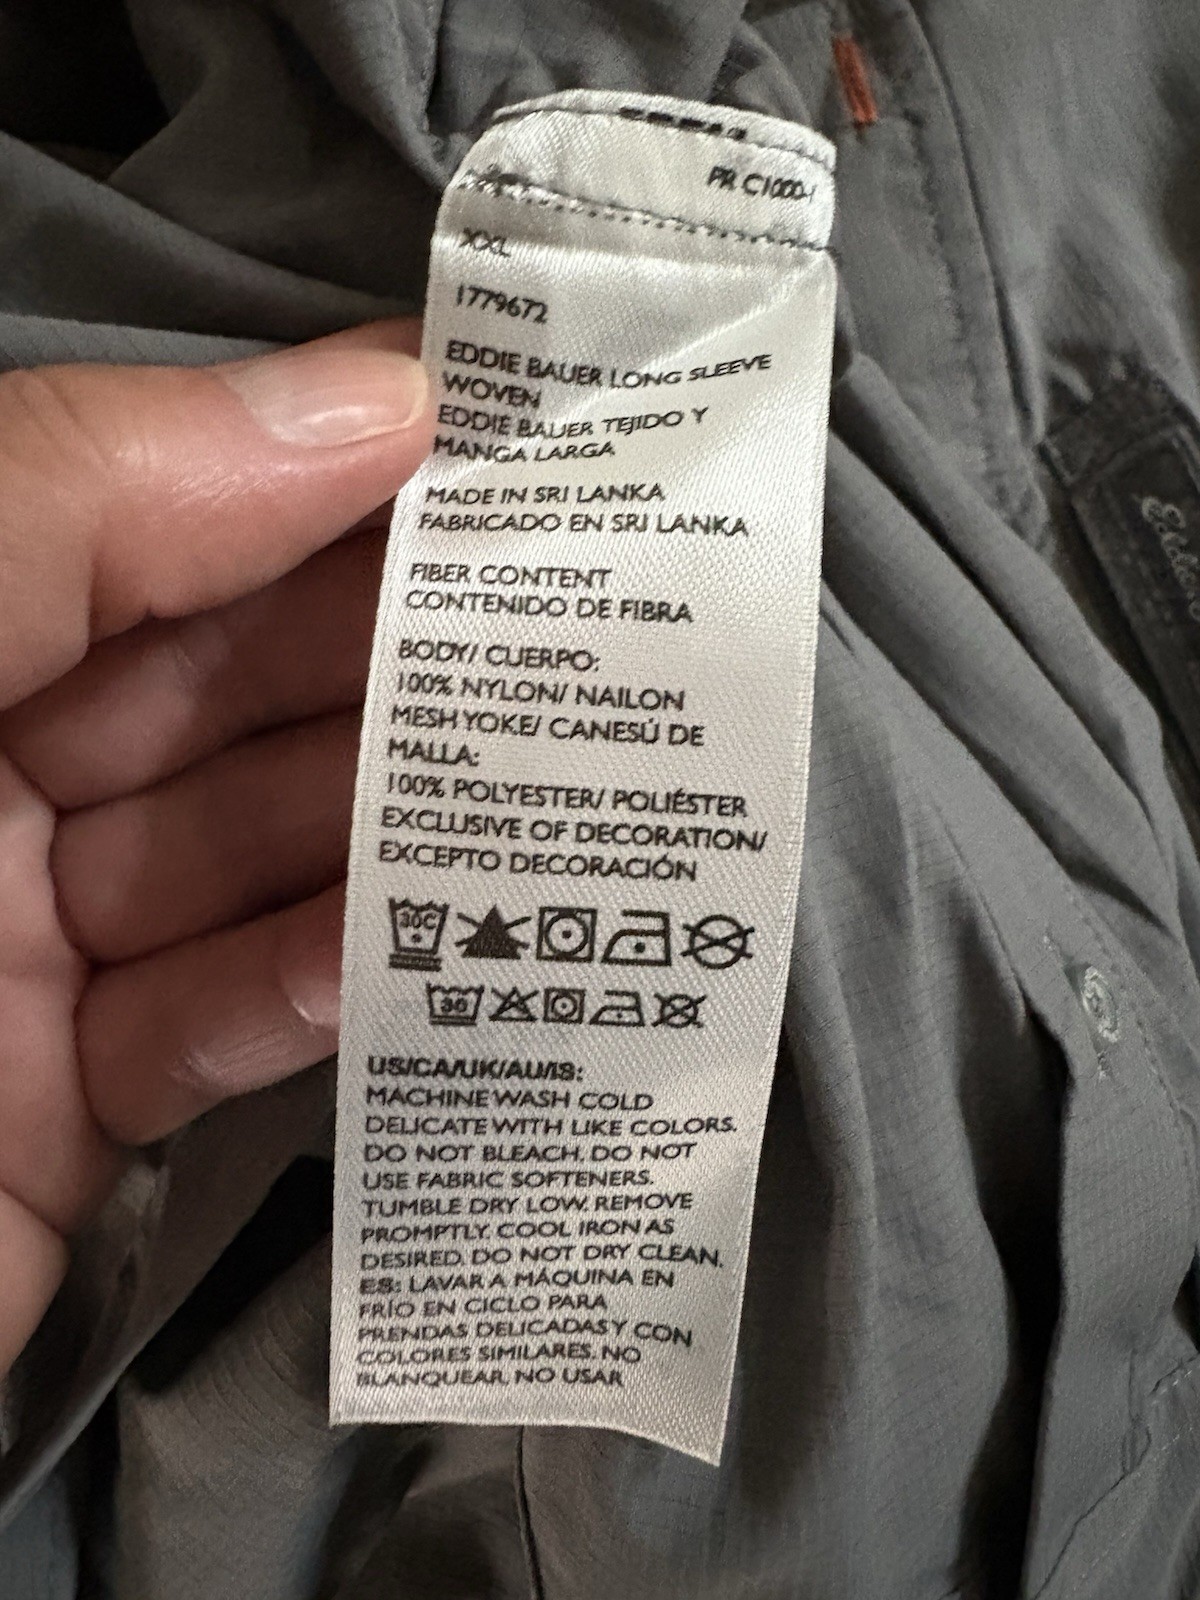 PR C1000-1
XXL
1779672
EDDIE BAUER LONG SLEEVE
WOVEN
EDDIE BAUER TEJIDO Y
MANGA LARGA
MADE IN SRI LANKA
FABRICADO EN SRI LANKA
FIBER CONTENT
CONTENIDO DE FIBRA
BODY/ CUERPO:
100% NYLON/ NAILON
MESH YOKE/ CANESÚ DE
MALLA:
100% POLYESTER/ POLIÉSTER
EXCLUSIVE OF DECORATION/
EXCEPTO DECORACIÓN
30C
30
US/CA/UK/AU/IS:
MACHINE WASH COLD
DELICATE WITH LIKE COLORS.
DO NOT BLEACH. DO NOT
USE FABRIC SOFTENERS.
TUMBLE DRY LOW. REMOVE
PROMPTLY. COOL IRON AS
DESIRED. DO NOT DRY CLEAN.
ES: LAVAR A MÁQUINA EN
FRÍO EN CICLO PARA
PRENDAS DELICADAS Y CON
COLORES SIMILARES. NO
BLANQUEAR. NO USAR